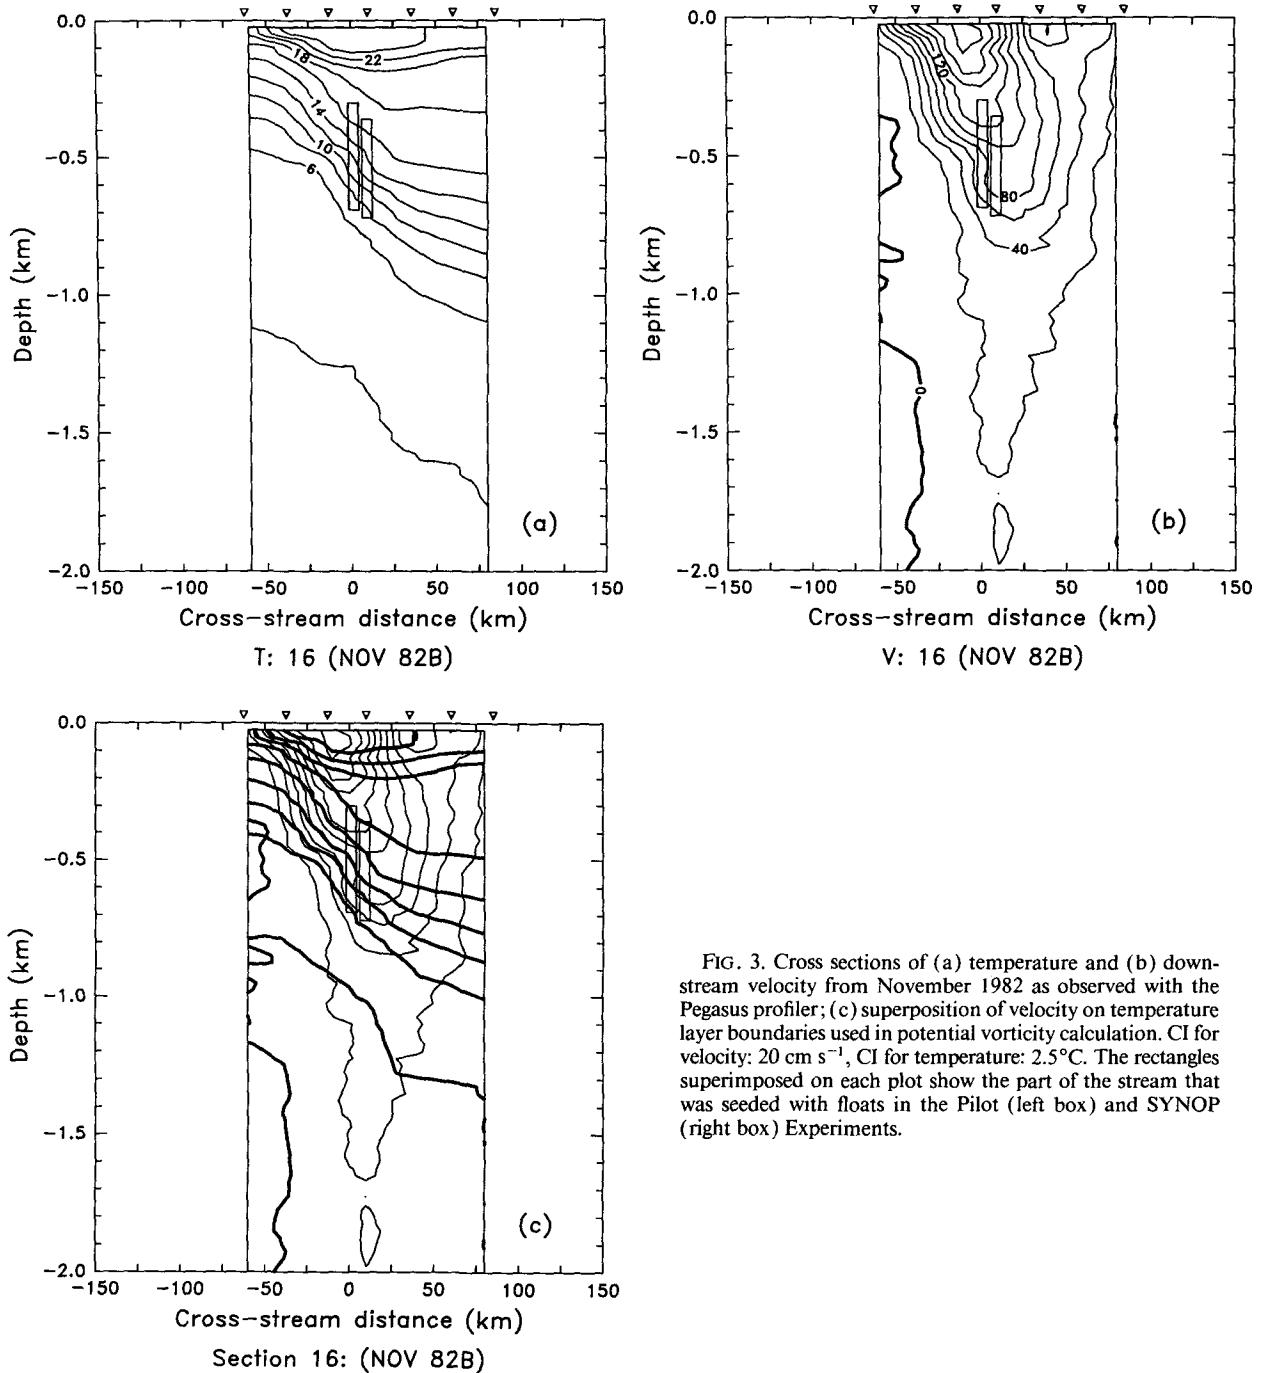 0.0
-0.5
-1.0
-1.5
-2.0
Depth (km)
22
18
14
10
6
(a)
-150 -100 -50 0 50 100 150
Cross-stream distance (km)
T: 16 (NOV 82B)
0.0
-0.5
-1.0
-1.5
-2.0
Depth (km)
120
80
40
0
(b)
-150 -100 -50 0 50 100 150
Cross-stream distance (km)
V: 16 (NOV 82B)
0.0
-0.5
-1.0
-1.5
-2.0
Depth (km)
(c)
-150 -100 -50 0 50 100 150
Cross-stream distance (km)
Section 16: (NOV 82B)
FIG. 3. Cross sections of (a) temperature and (b) down-
stream velocity from November 1982 as observed with the
Pegasus profiler; (c) superposition of velocity on temperature
layer boundaries used in potential vorticity calculation. CI for
velocity: 20 cm s⁻¹, CI for temperature: 2.5°C. The rectangles
superimposed on each plot show the part of the stream that
was seeded with floats in the Pilot (left box) and SYNOP
(right box) Experiments.